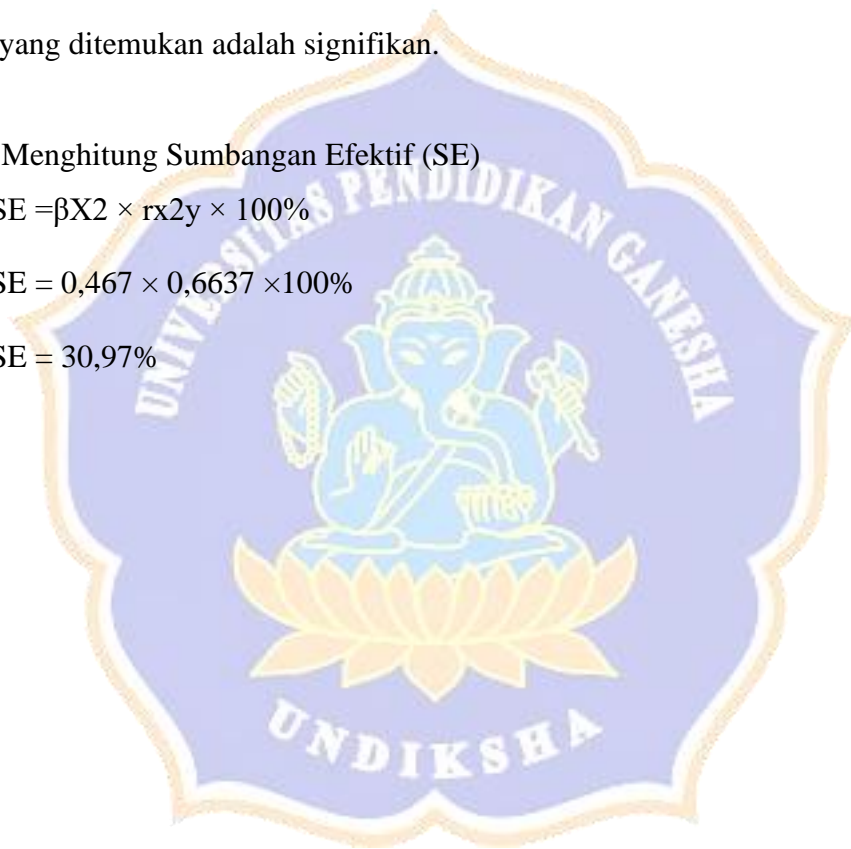 yang ditemukan adalah signifikan.
Menghitung Sumbangan Efektif (SE)
SE =βX2 × rx2y × 100%
SE = 0,467 × 0,6637 ×100%
SE = 30,97%
UNIVERSITAS PENDIDIKAN GANESHA
UNDIKSHA